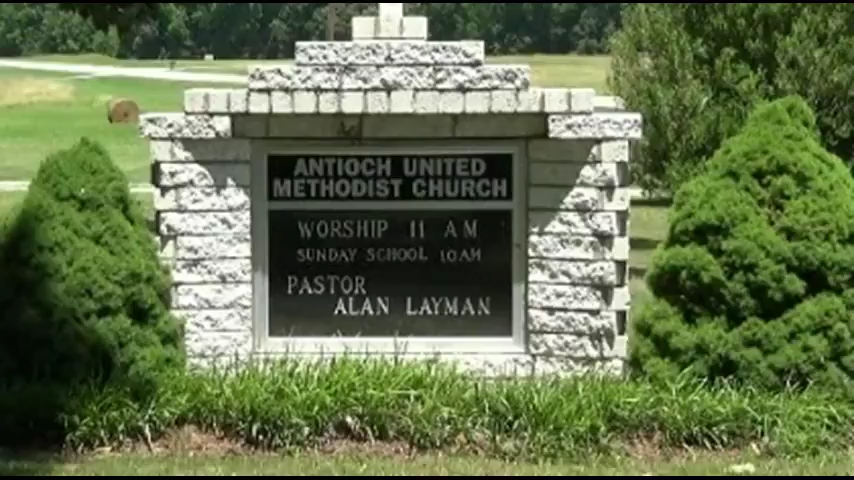 ANTIOCH UNITED
METHODIST CHURCH
WORSHIP 11 AM
SUNDAY SCHOOL 10AM
PASTOR
ALAN LAYMAN